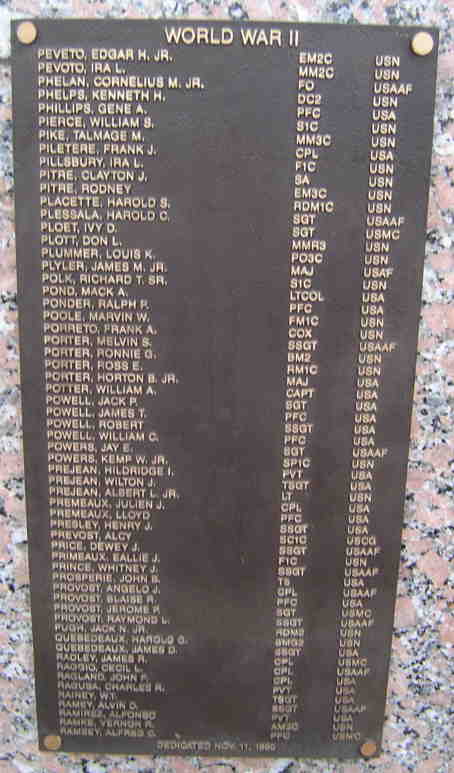 WORLD WAR II
PEVETO, EDGAR H. JR. EM2C USN
PEVOTO, IRA L. MM2C USN
PHELAN, CORNELIUS M. JR. FO USAAF
PHELPS, KENNETH H. DC2 USN
PHILLIPS, GENE A. PFC USA
PIERCE, WILLIAM S. S1C USN
PIKE, TALMAGE M. MM3C USN
PILETERE, FRANK J. CPL USA
PILLSBURY, IRA L. F1C USN
PITRE, CLAYTON J. SA USN
PITRE, RODNEY EM3C USN
PLACETTE, HAROLD S. RDM1C USN
PLESSALA, HAROLD C. SGT USAAF
PLOET, IVY D. SGT USMC
PLOTT, DON L. MMR3 USN
PLUMMER, LOUIS K. PO3C USN
PLYLER, JAMES M. JR. MAJ USAF
POLK, RICHARD T. SR. S1C USN
POND, MACK A. LTCOL USA
PONDER, RALPH P. PFC USA
POOLE, MARVIN W. FM1C USN
PORRETO, FRANK A. COX USN
PORTER, MELVIN S. SSGT USAAF
PORTER, RONNIE G. BM2 USN
PORTER, ROSS E. RM1C USN
PORTER, HORTON B. JR. MAJ USA
POTTER, WILLIAM A. CAPT USA
POWELL, JACK P. SGT USA
POWELL, JAMES T. PFC USA
POWELL, ROBERT SSGT USA
POWELL, WILLIAM C. PFC USA
POWERS, JAY E. SGT USAAF
POWERS, KEMP W. JR. SP1C USN
PREJEAN, HILDRIDGE I. PVT USA
PREJEAN, WILTON J. TSGT USA
PREJEAN, ALBERT L. JR. LT USN
PREMEAUX, JULIEN J. CPL USA
PREMEAUX, LLOYD PFC USA
PRESLEY, HENRY J. SSGT USA
PREVOST, ALCY SC1C USCG
PRICE, DEWEY J. SSGT USAAF
PRIMEAUX, EALLIE J. F1C USN
PRINCE, WHITNEY J. SSGT USAAF
PROSPERIE, JOHN B. T5 USA
PROVOST, ANGELO J. CPL USAAF
PROVOST, BLAISE R. PFC USA
PROVOST, JEROME P. SGT USMC
PROVOST, RAYMOND L. SSGT USAAF
PUGH, JACK N. JR. RDM2 USN
QUEBEDEAUX, HAROLD G. USN
QUEBEDEAUX, JAMES D. SSGT USA
RADLEY, JAMES R. CPL USMC
RAGGIO, CECIL L. CPL USAAF
RAGLAND, JOHN P. CPL USA
RAGUSA, CHARLES R. PVT USA
RAINEY, W.T. TSGT USA
RAMEY, ALVIN D. SSGT USAAF
RAMIREZ, ALFONSO PVT USA
RAMKE, VERNON R. USN
RAMSEY, ALFRED C. PFC USMC
DEDICATED NOV. 11, 1990